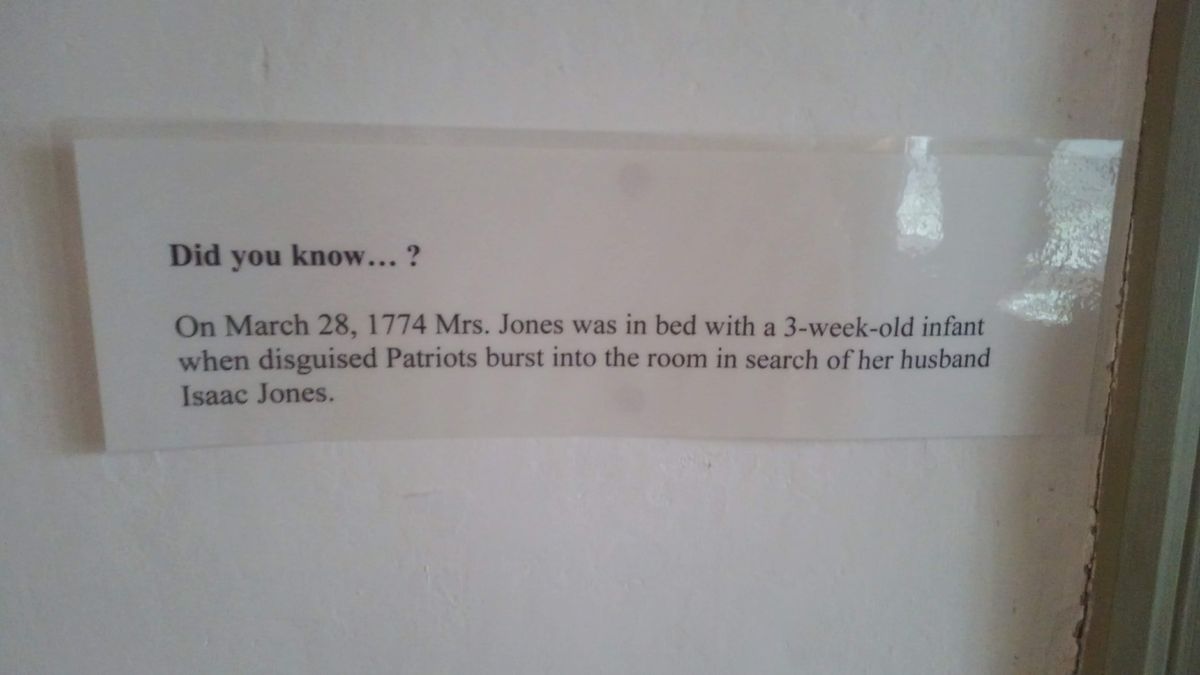 Did you know… ?
On March 28, 1774 Mrs. Jones was in bed with a 3-week-old infant
when disguised Patriots burst into the room in search of her husband
Isaac Jones.